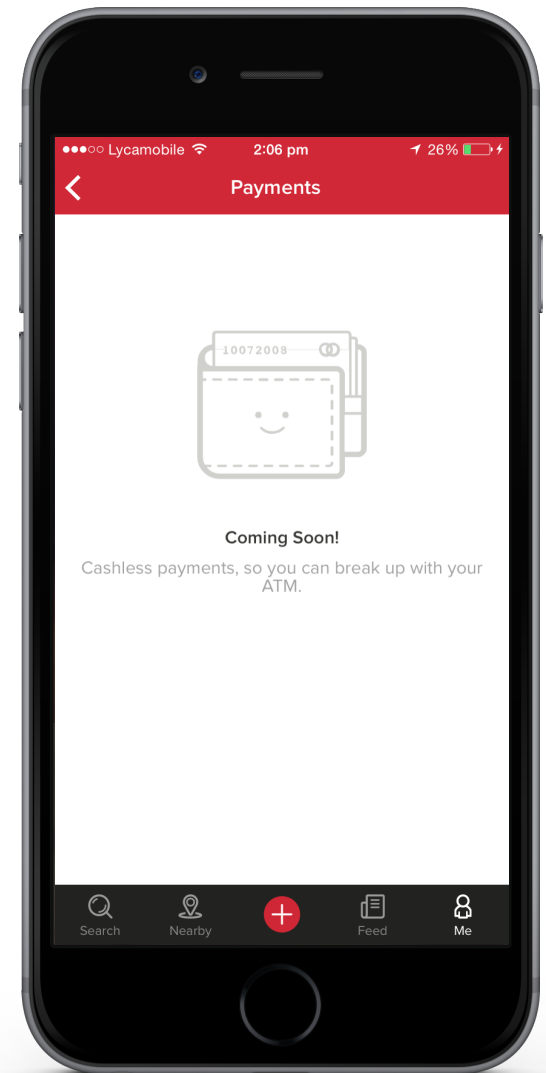 Lycamobile 2:06 pm 26%
Payments
10072008
Coming Soon!
Cashless payments, so you can break up with your
ATM.
Search Nearby Feed Me